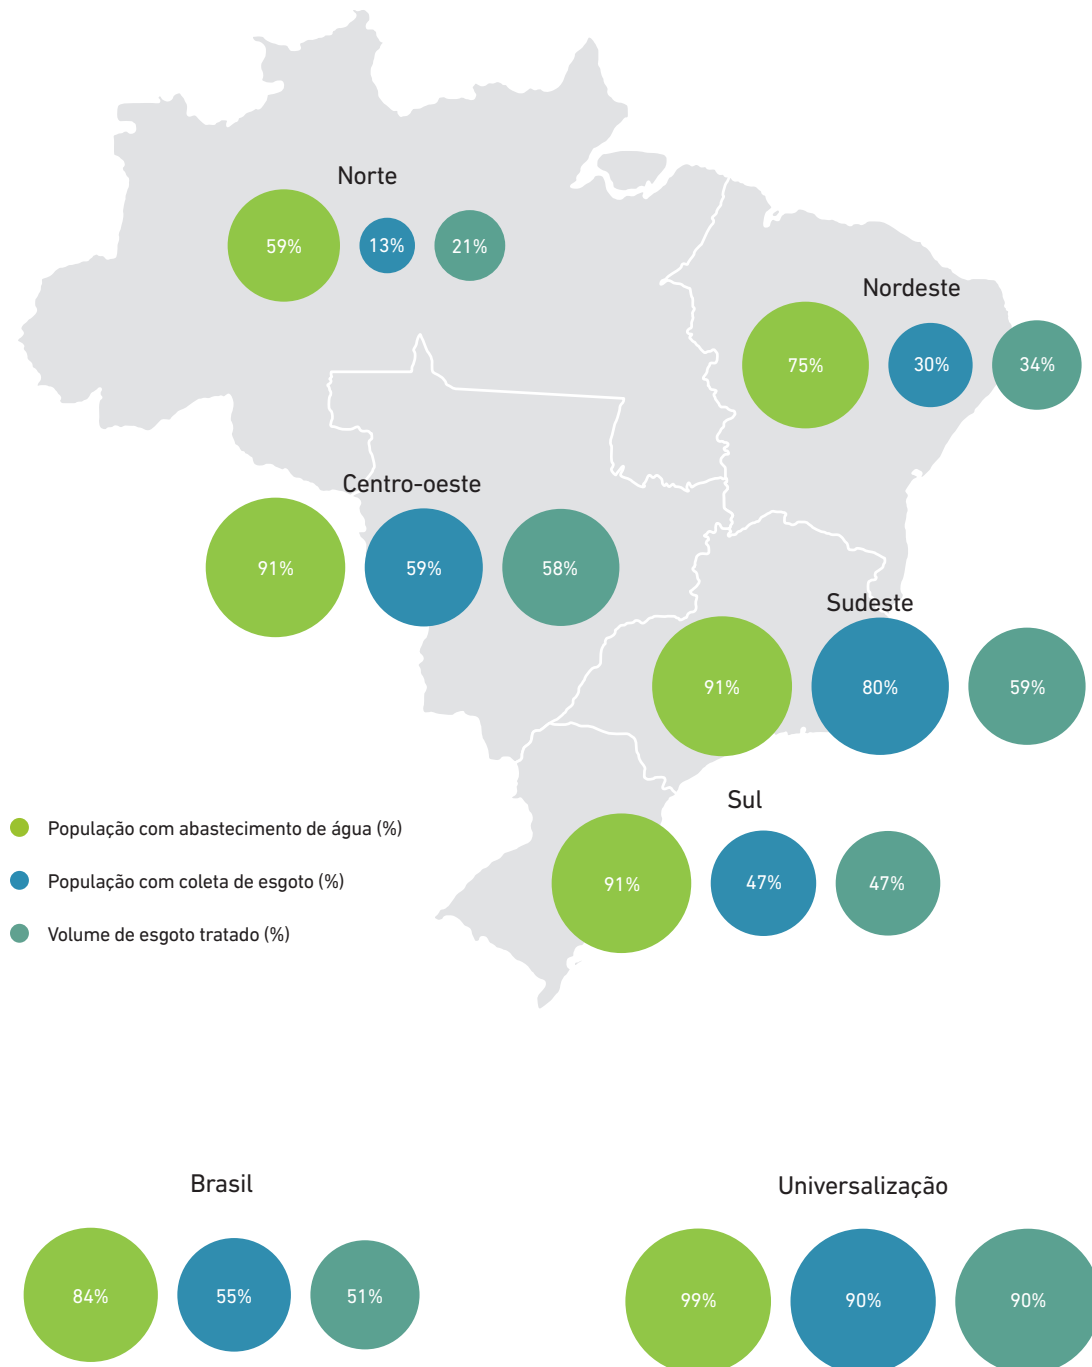 Norte
59%
13%
21%
Nordeste
75%
30%
34%
Centro-oeste
91%
59%
58%
Sudeste
91%
80%
59%
Sul
91%
47%
47%
População com abastecimento de água (%)
População com coleta de esgoto (%)
Volume de esgoto tratado (%)
Brasil
84%
55%
51%
Universalização
99%
90%
90%